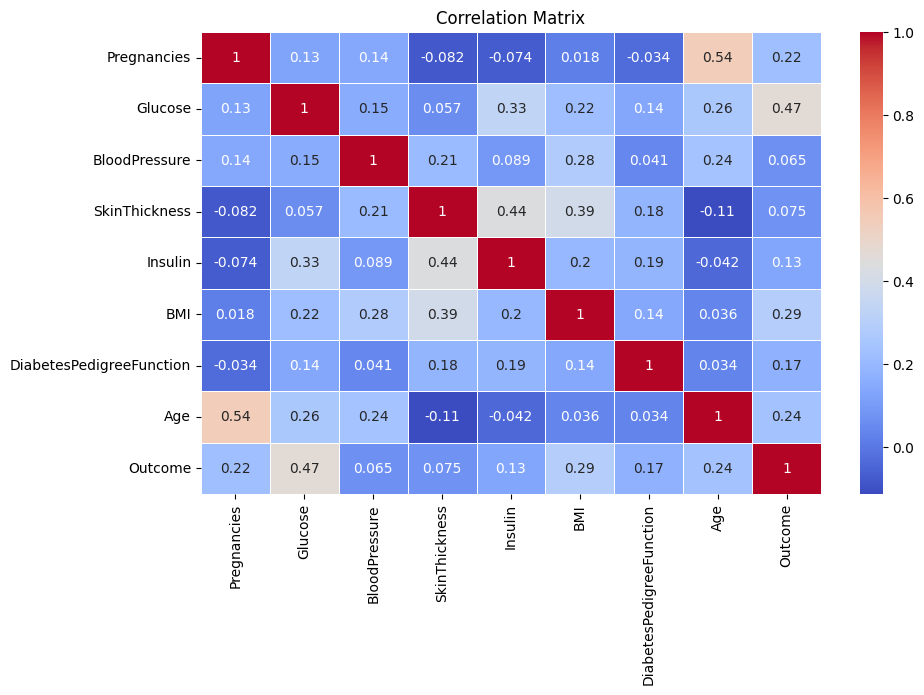 Correlation Matrix
Pregnancies 1 0.13 0.14 -0.082 -0.074 0.018 -0.034 0.54 0.22
Glucose 0.13 1 0.15 0.057 0.33 0.22 0.14 0.26 0.47
BloodPressure 0.14 0.15 1 0.21 0.089 0.28 0.041 0.24 0.065
SkinThickness -0.082 0.057 0.21 1 0.44 0.39 0.18 -0.11 0.075
Insulin -0.074 0.33 0.089 0.44 1 0.2 0.19 -0.042 0.13
BMI 0.018 0.22 0.28 0.39 0.2 1 0.14 0.036 0.29
DiabetesPedigreeFunction -0.034 0.14 0.041 0.18 0.19 0.14 1 0.034 0.17
Age 0.54 0.26 0.24 -0.11 -0.042 0.036 0.034 1 0.24
Outcome 0.22 0.47 0.065 0.075 0.13 0.29 0.17 0.24 1
Pregnancies
Glucose
BloodPressure
SkinThickness
Insulin
BMI
DiabetesPedigreeFunction
Age
Outcome
1.0
0.8
0.6
0.4
0.2
0.0